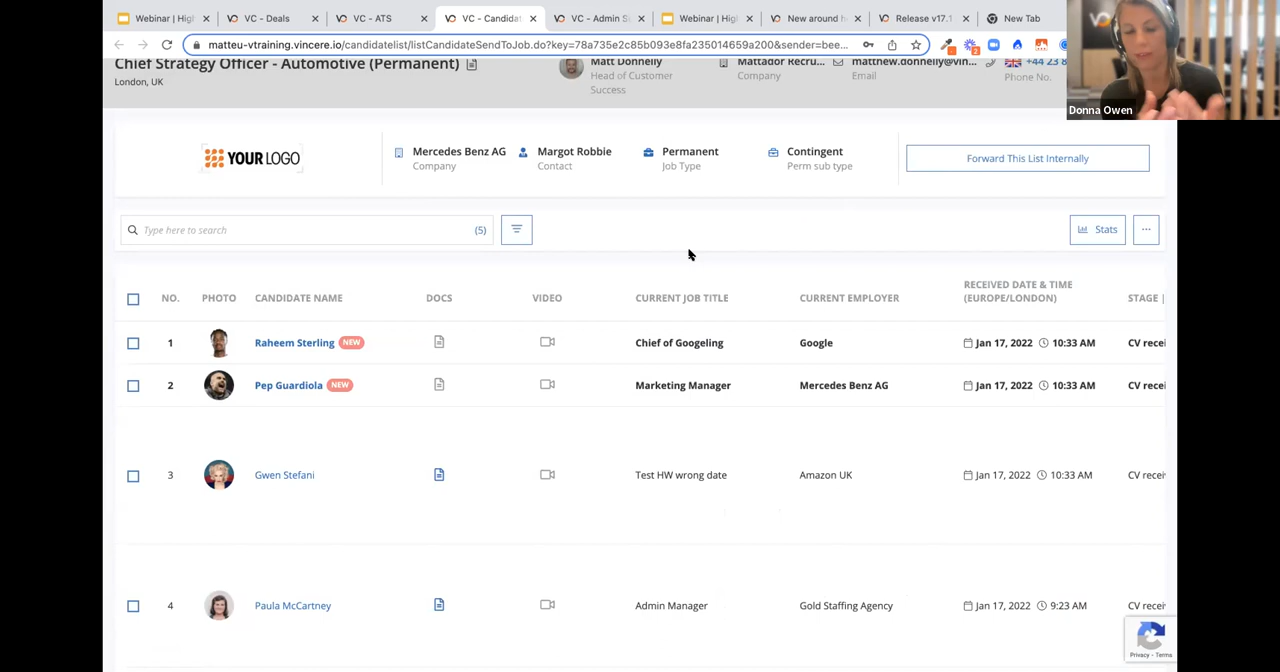 Webinar | Higl
VC - Deals
VC - ATS
VC - Candidat
VC - Admin S
Webinar | Higl
New around h
Release v17.
New Tab
matteu-vtraining.vincere.io/candidatelist/listCandidateSendToJob.do?key=78a735e2c85b093e8fa235014659a200&sender=bee...
Chief Strategy Officer - Automotive (Permanent)
London, UK
Matt Donnelly
Head of Customer
Success
Mattador Recru...
Company
matthew.donnelly@vin...
Email
+44 23 8
Phone No.
Donna Owen
YOUR LOGO
Mercedes Benz AG
Company
Margot Robbie
Contact
Permanent
Job Type
Contingent
Perm sub type
Forward This List Internally
Type here to search (5)
Stats
...
NO. PHOTO CANDIDATE NAME DOCS VIDEO CURRENT JOB TITLE CURRENT EMPLOYER RECEIVED DATE & TIME (EUROPE/LONDON) STAGE |
1 Raheem Sterling NEW Chief of Googeling Google Jan 17, 2022 10:33 AM CV recei
2 Pep Guardiola NEW Marketing Manager Mercedes Benz AG Jan 17, 2022 10:33 AM CV recei
3 Gwen Stefani Test HW wrong date Amazon UK Jan 17, 2022 10:33 AM CV recei
4 Paula McCartney Admin Manager Gold Staffing Agency Jan 17, 2022 9:23 AM CV recei
Privacy - Terms